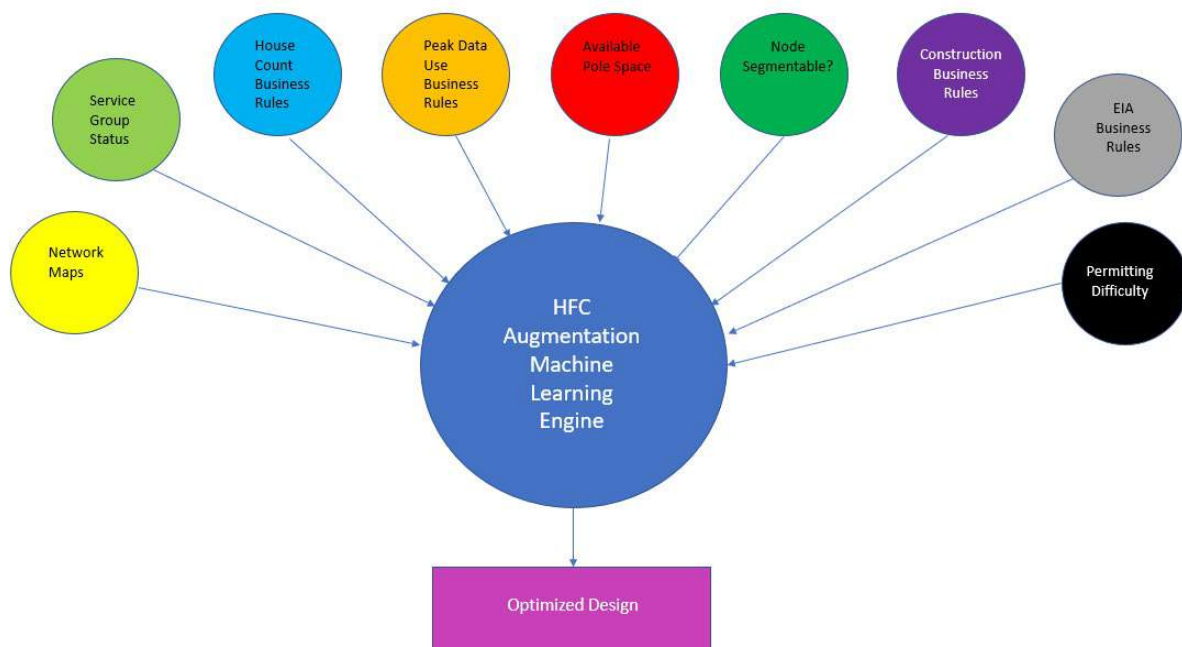 Network
Maps
Service
Group
Status
House
Count
Business
Rules
Peak Data
Use
Business
Rules
Available
Pole Space
Node
Segmentable?
Construction
Business
Rules
EIA
Business
Rules
Permitting
Difficulty
HFC
Augmentation
Machine
Learning
Engine
Optimized Design